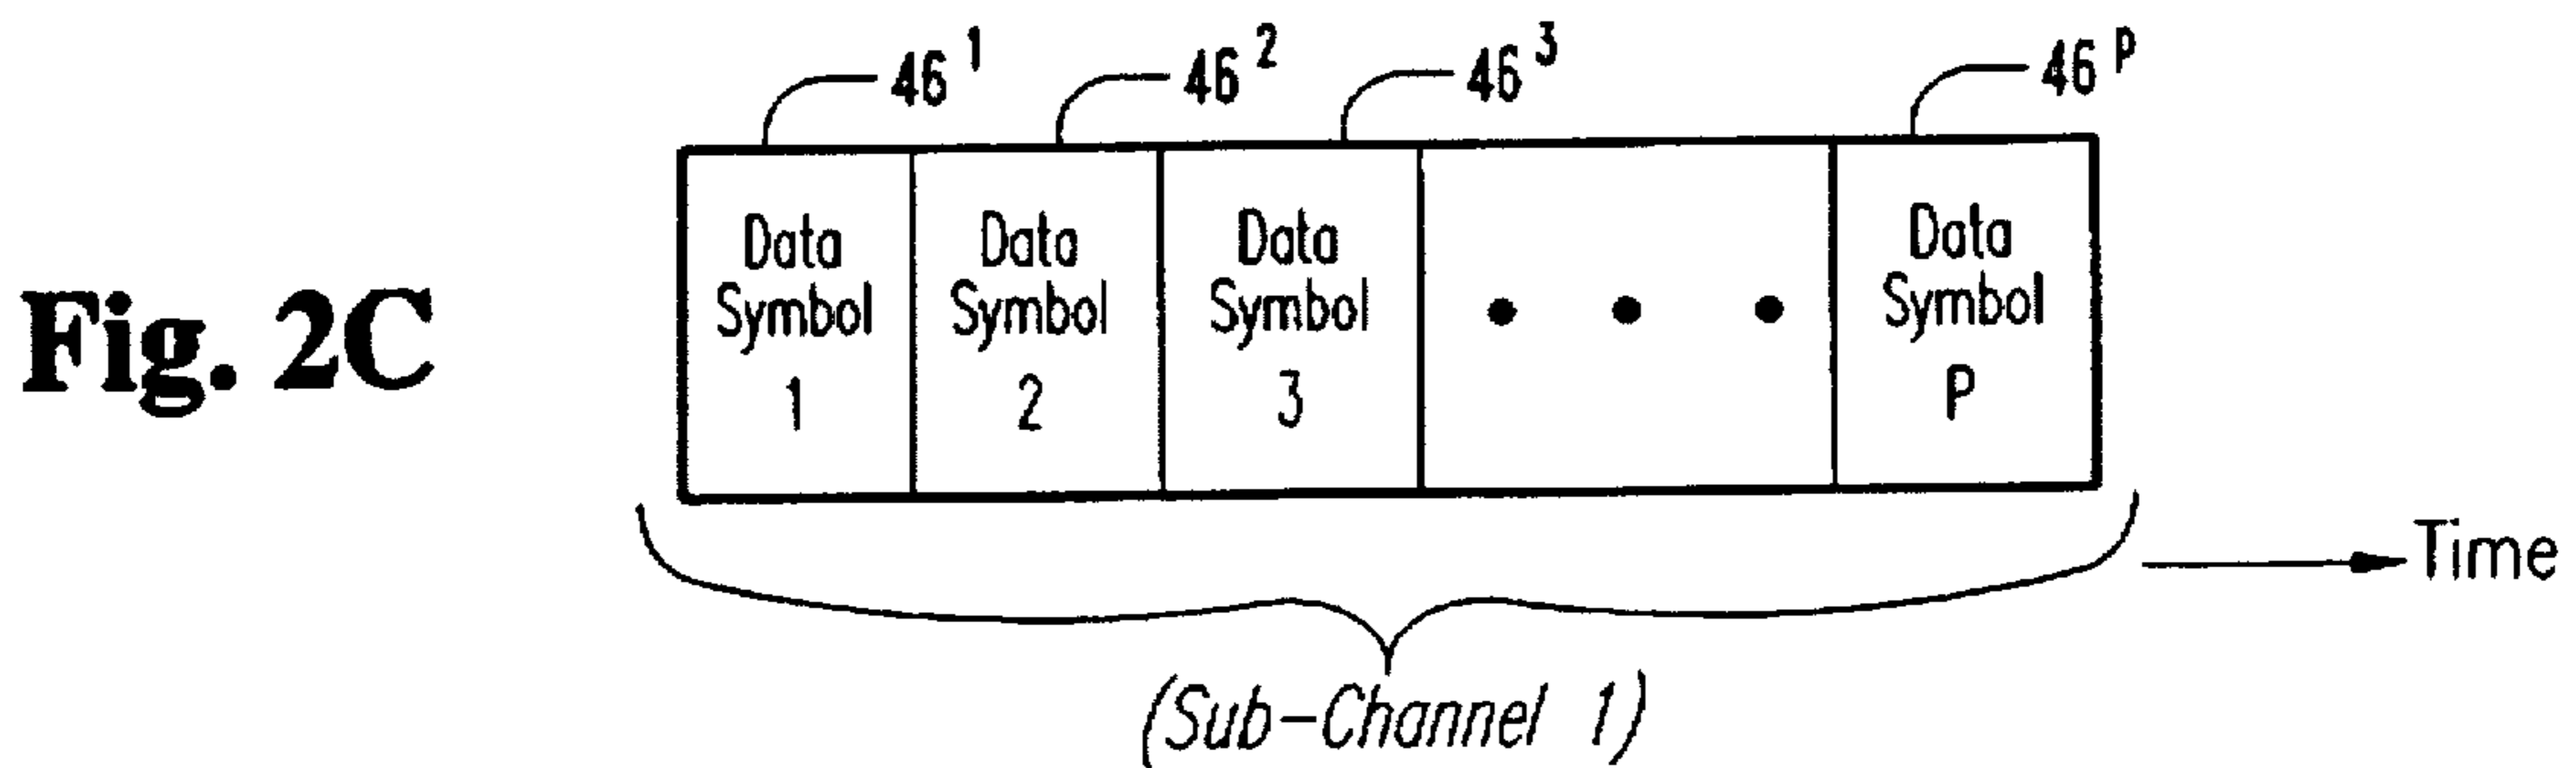 46 1
46 2
46 3
46 P
Data Symbol 1
Data Symbol 2
Data Symbol 3
• • •
Data Symbol P
Fig. 2C
Time
(Sub-Channel 1)